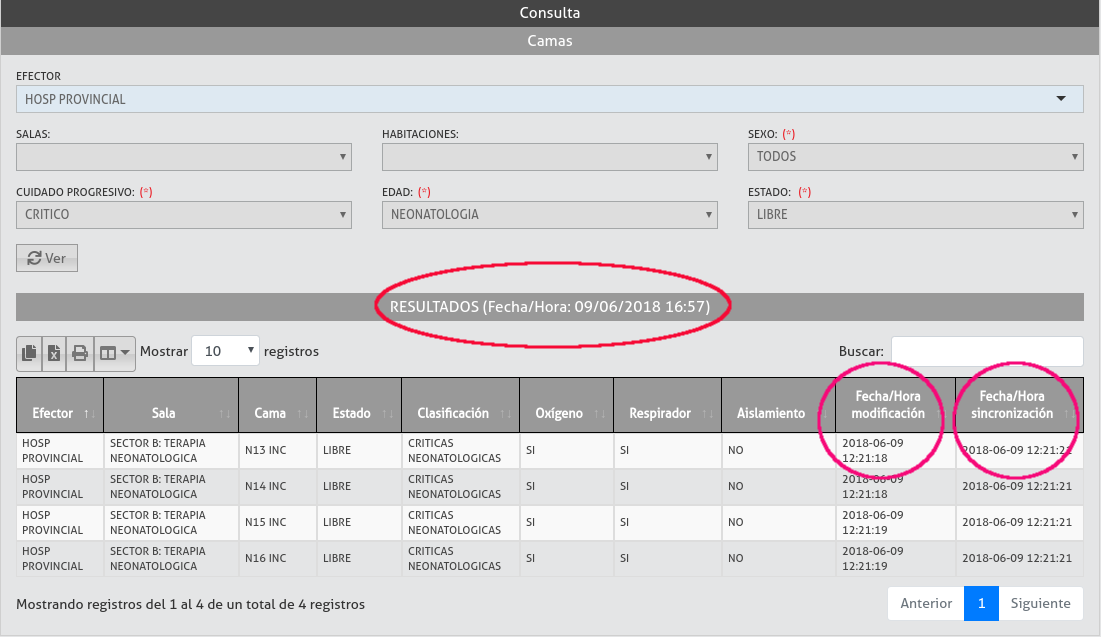 Consulta
Camas
EFECTOR
HOSP PROVINCIAL
SALAS: HABITACIONES: SEXO: (*)
TODOS
CUIDADO PROGRESIVO: (*) EDAD: (*) ESTADO: (*)
CRITICO NEONATOLOGIA LIBRE
Ver
RESULTADOS (Fecha/Hora: 09/06/2018 16:57)
Mostrar 10 registros Buscar:
Efector Sala Cama Estado Clasificación Oxígeno Respirador Aislamiento Fecha/Hora modificación Fecha/Hora sincronización
HOSP PROVINCIAL SECTOR B: TERAPIA NEONATOLOGICA N13 INC LIBRE CRITICAS NEONATOLOGICAS SI SI NO 2018-06-09 12:21:18 2018-06-09 12:21:21
HOSP PROVINCIAL SECTOR B: TERAPIA NEONATOLOGICA N14 INC LIBRE CRITICAS NEONATOLOGICAS SI SI NO 2018-06-09 12:21:18 2018-06-09 12:21:21
HOSP PROVINCIAL SECTOR B: TERAPIA NEONATOLOGICA N15 INC LIBRE CRITICAS NEONATOLOGICAS SI SI NO 2018-06-09 12:21:19 2018-06-09 12:21:21
HOSP PROVINCIAL SECTOR B: TERAPIA NEONATOLOGICA N16 INC LIBRE CRITICAS NEONATOLOGICAS SI SI NO 2018-06-09 12:21:19 2018-06-09 12:21:21
Mostrando registros del 1 al 4 de un total de 4 registros Anterior 1 Siguiente